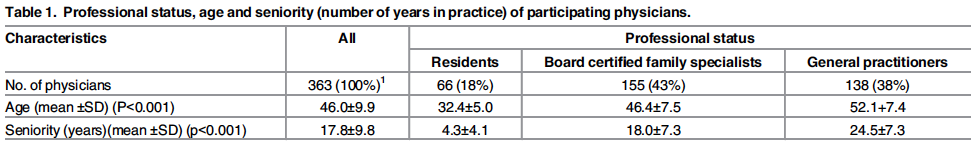 Table 1. Professional status, age and seniority (number of years in practice) of participating physicians.
Characteristics All Professional status
Residents Board certified family specialists General practitioners
No. of physicians 363 (100%)¹ 66 (18%) 155 (43%) 138 (38%)
Age (mean ±SD) (P<0.001) 46.0±9.9 32.4±5.0 46.4±7.5 52.1+7.4
Seniority (years)(mean ±SD) (p<0.001) 17.8±9.8 4.3±4.1 18.0±7.3 24.5±7.3